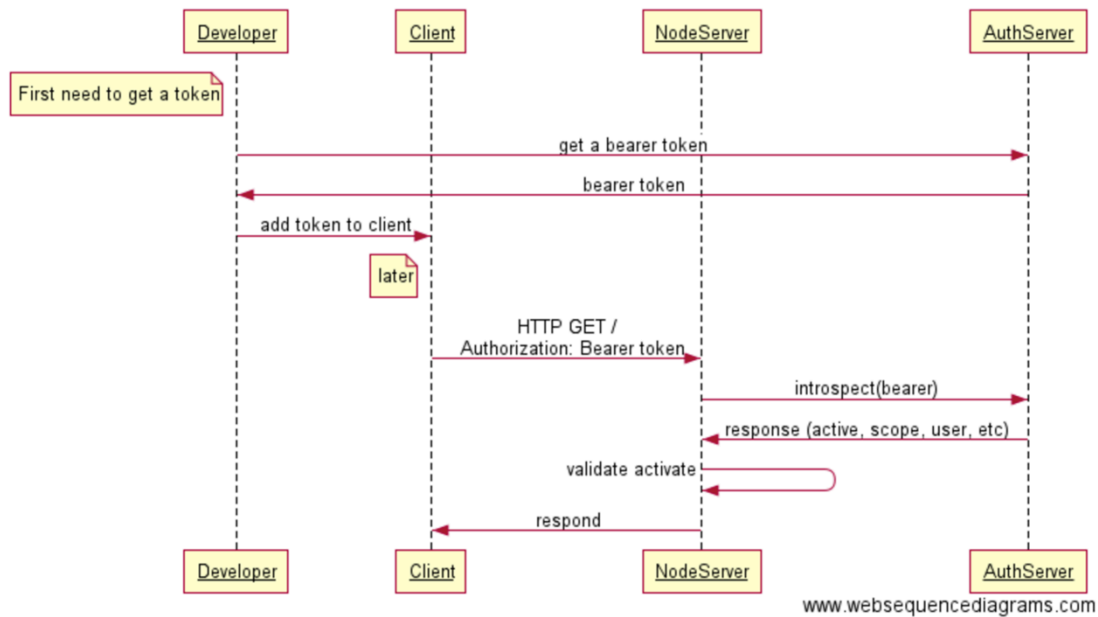 Developer
Client
NodeServer
AuthServer
First need to get a token
get a bearer token
bearer token
add token to client
later
HTTP GET /
Authorization: Bearer token
introspect(bearer)
response (active, scope, user, etc)
validate activate
respond
Developer
Client
NodeServer
AuthServer
www.websequencediagrams.com